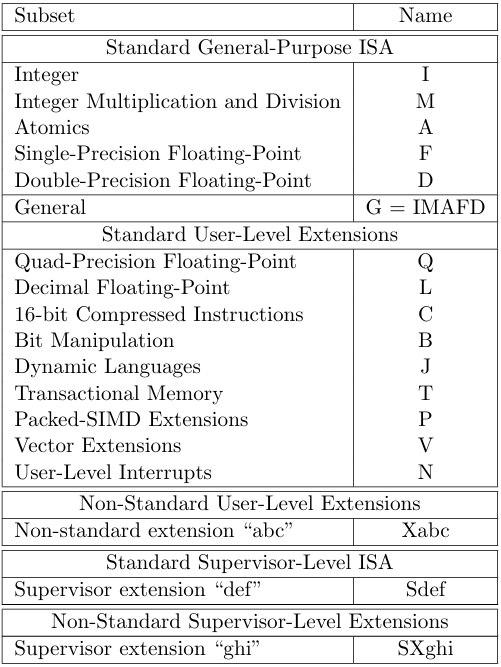 Subset Name
Standard General-Purpose ISA
Integer I
Integer Multiplication and Division M
Atomics A
Single-Precision Floating-Point F
Double-Precision Floating-Point D
General G = IMAFD
Standard User-Level Extensions
Quad-Precision Floating-Point Q
Decimal Floating-Point L
16-bit Compressed Instructions C
Bit Manipulation B
Dynamic Languages J
Transactional Memory T
Packed-SIMD Extensions P
Vector Extensions V
User-Level Interrupts N
Non-Standard User-Level Extensions
Non-standard extension “abc” Xabc
Standard Supervisor-Level ISA
Supervisor extension “def” Sdef
Non-Standard Supervisor-Level Extensions
Supervisor extension “ghi” SXghi